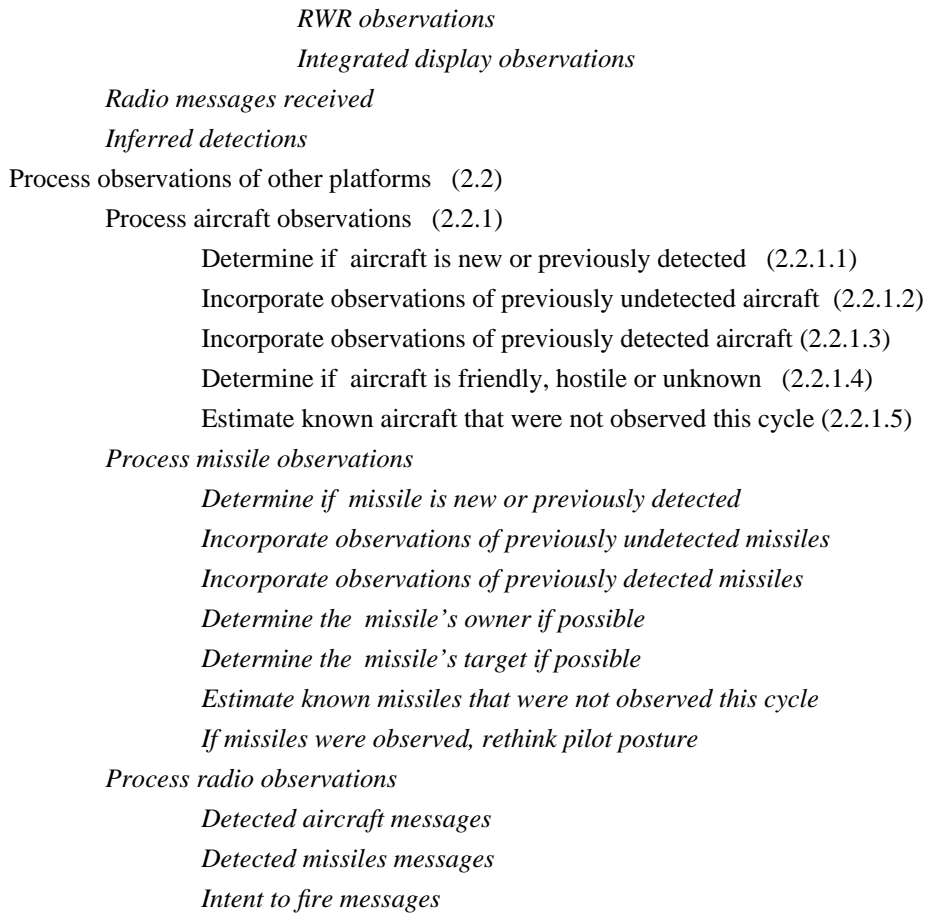 RWR observations
Integrated display observations
Radio messages received
Inferred detections
Process observations of other platforms (2.2)
Process aircraft observations (2.2.1)
Determine if aircraft is new or previously detected (2.2.1.1)
Incorporate observations of previously undetected aircraft (2.2.1.2)
Incorporate observations of previously detected aircraft (2.2.1.3)
Determine if aircraft is friendly, hostile or unknown (2.2.1.4)
Estimate known aircraft that were not observed this cycle (2.2.1.5)
Process missile observations
Determine if missile is new or previously detected
Incorporate observations of previously undetected missiles
Incorporate observations of previously detected missiles
Determine the missile’s owner if possible
Determine the missile’s target if possible
Estimate known missiles that were not observed this cycle
If missiles were observed, rethink pilot posture
Process radio observations
Detected aircraft messages
Detected missiles messages
Intent to fire messages